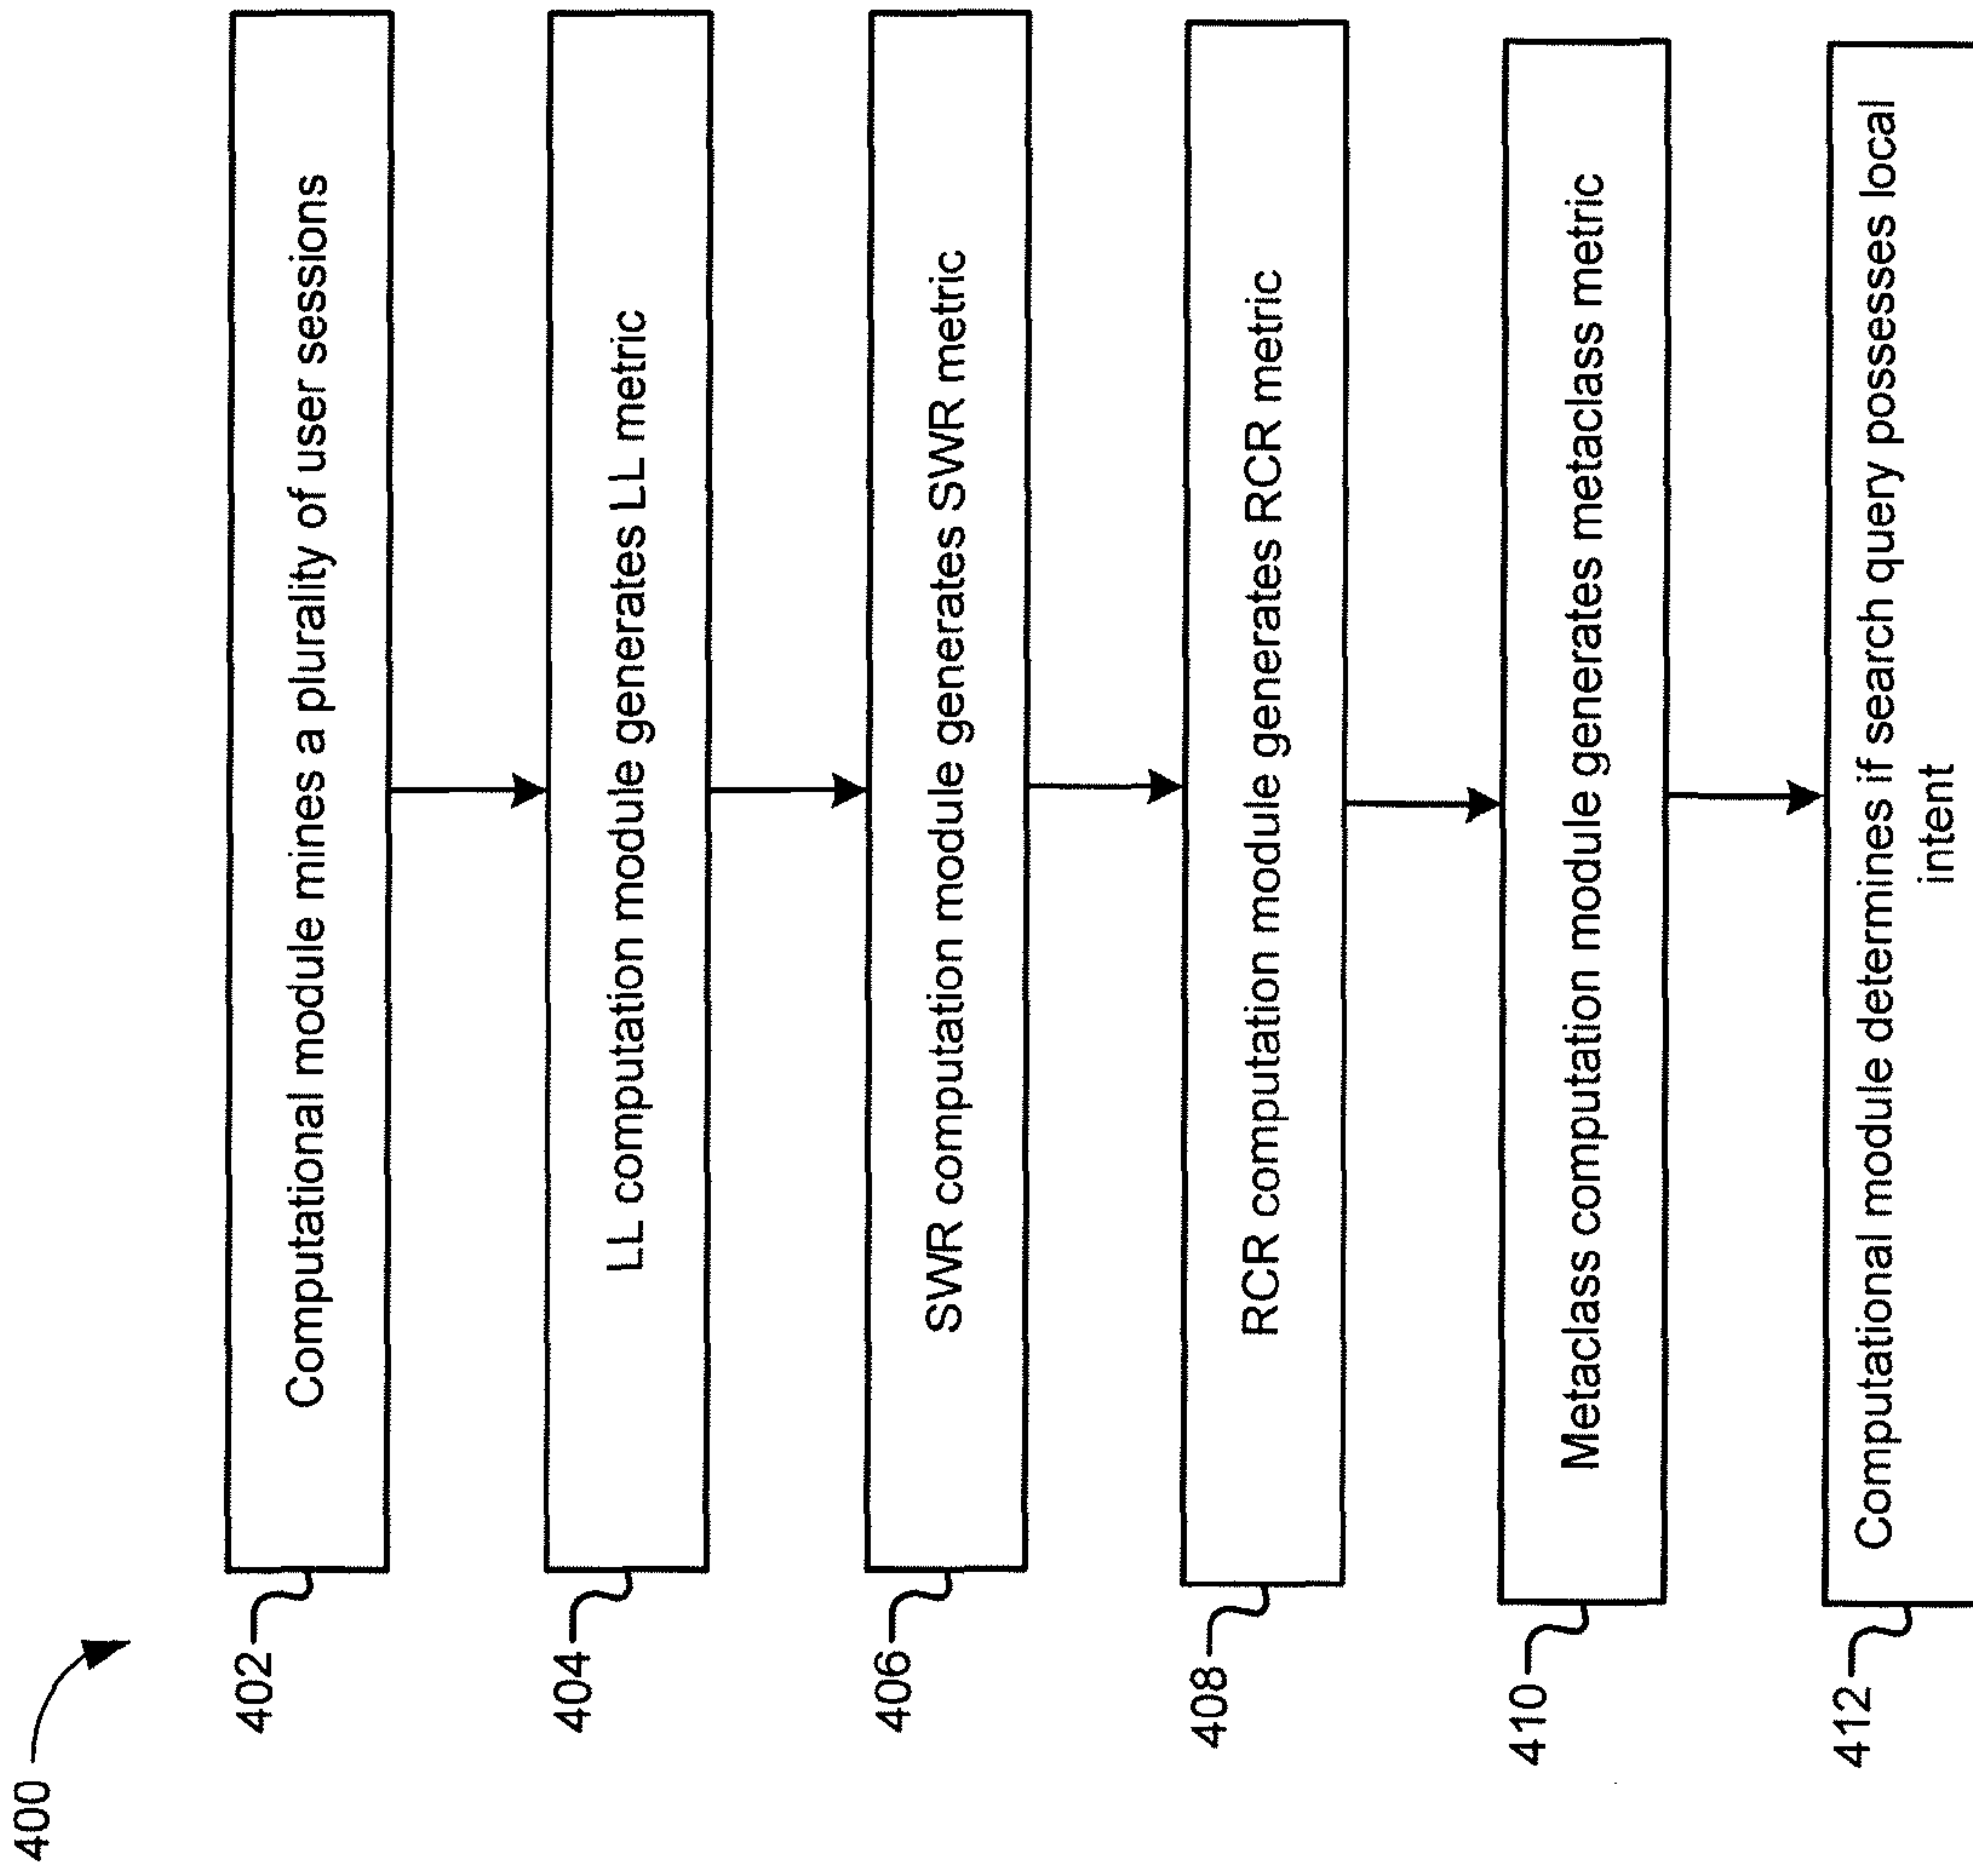 400
402
Computational module mines a plurality of user sessions
404
LL computation module generates LL metric
406
SWR computation module generates SWR metric
408
RCR computation module generates RCR metric
410
Metaclass computation module generates metaclass metric
412
Computational module determines if search query possesses local
intent